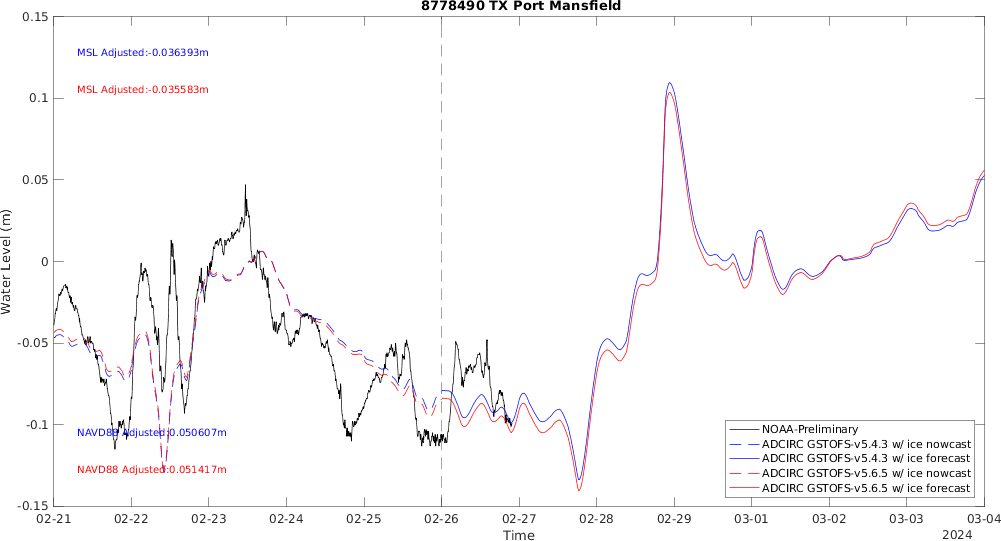 8778490 TX Port Mansfield
0.15
0.1
0.05
0
-0.05
-0.1
-0.15
Water Level (m)
MSL Adjusted:-0.036393m
MSL Adjusted:-0.035583m
NAVD88 Adjusted:0.050607m
NAVD88 Adjusted:0.051417m
NOAA-Preliminary
ADCIRC GSTOFS-v5.4.3 w/ ice nowcast
ADCIRC GSTOFS-v5.4.3 w/ ice forecast
ADCIRC GSTOFS-v5.6.5 w/ ice nowcast
ADCIRC GSTOFS-v5.6.5 w/ ice forecast
02-21 02-22 02-23 02-24 02-25 02-26 02-27 02-28 02-29 03-01 03-02 03-03 03-04
Time
2024